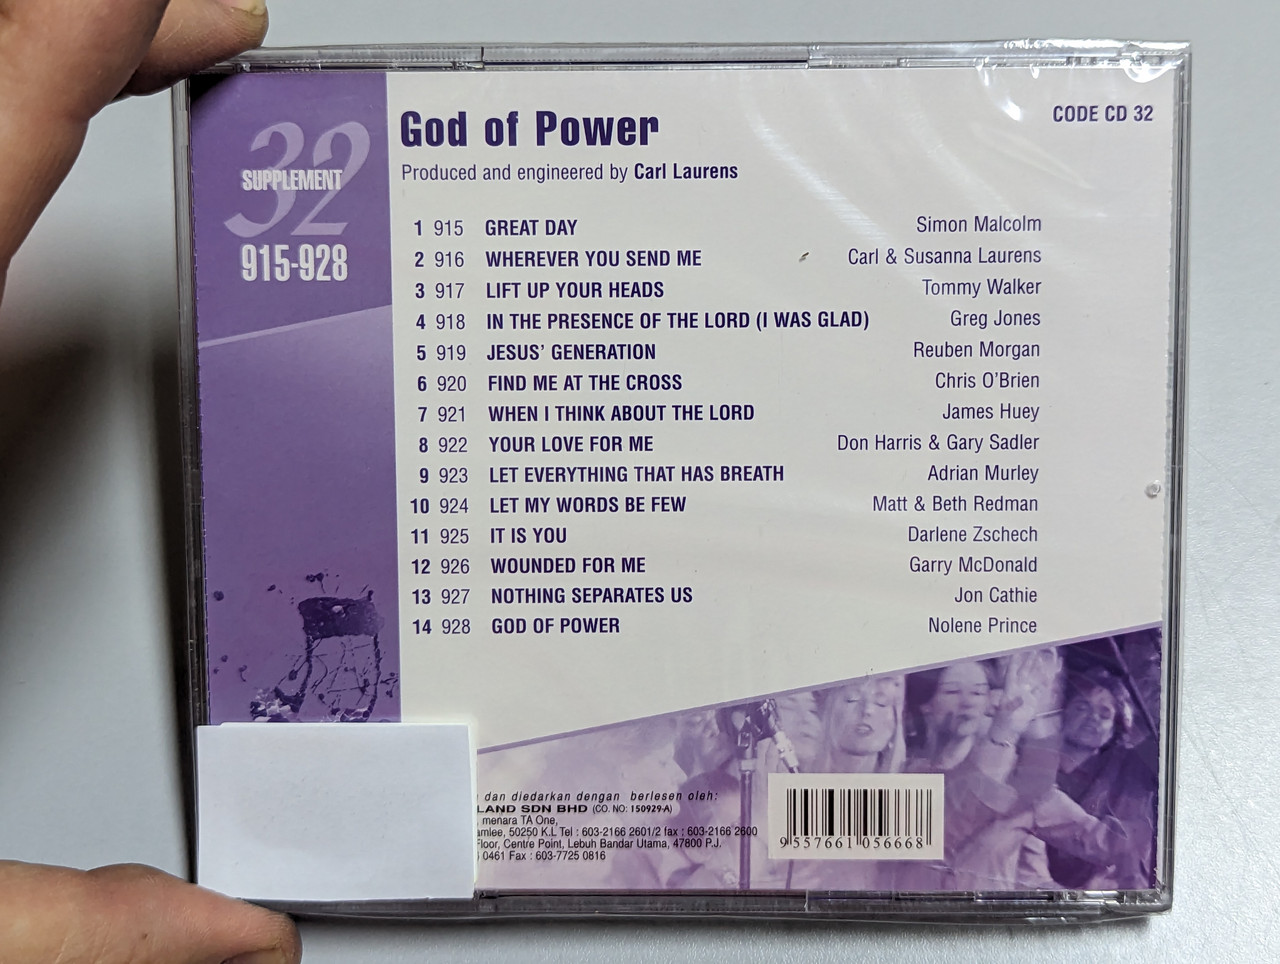 32
SUPPLEMENT
915-928
God of Power
CODE CD 32
Produced and engineered by Carl Laurens
1 915 GREAT DAY Simon Malcolm
2 916 WHEREVER YOU SEND ME Carl & Susanna Laurens
3 917 LIFT UP YOUR HEADS Tommy Walker
4 918 IN THE PRESENCE OF THE LORD (I WAS GLAD) Greg Jones
5 919 JESUS' GENERATION Reuben Morgan
6 920 FIND ME AT THE CROSS Chris O'Brien
7 921 WHEN I THINK ABOUT THE LORD James Huey
8 922 YOUR LOVE FOR ME Don Harris & Gary Sadler
9 923 LET EVERYTHING THAT HAS BREATH Adrian Murley
10 924 LET MY WORDS BE FEW Matt & Beth Redman
11 925 IT IS YOU Darlene Zschech
12 926 WOUNDED FOR ME Garry McDonald
13 927 NOTHING SEPARATES US Jon Cathie
14 928 GOD OF POWER Nolene Prince
dan diedarkan dengan berlesen oleh:
LAND SDN BHD (CO. NO: 150929-A)
menara TA One,
amlee, 50250 K.L Tel : 603-2166 2601/2 fax : 603-2166 2600
Floor, Centre Point, Lebuh Bandar Utama, 47800 P.J.
0461 Fax : 603-7725 0816
9 557661 056668